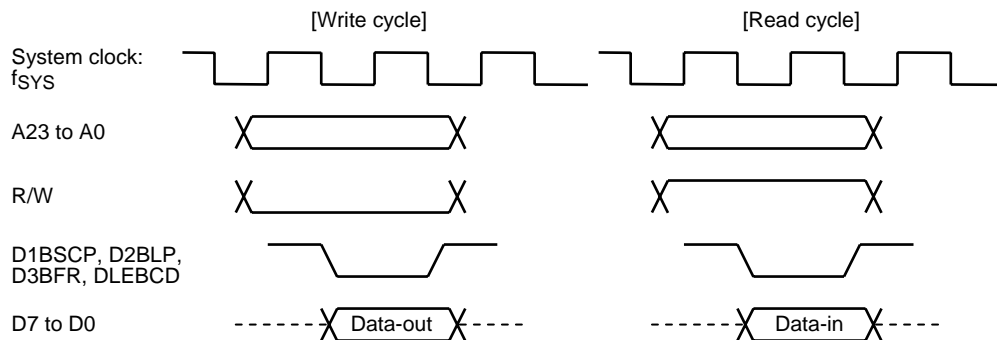 [Write cycle]
[Read cycle]
System clock:
fSYS
A23 to A0
R/W
D1BSCP, D2BLP,
D3BFR, DLEBCD
D7 to D0
Data-out
Data-in